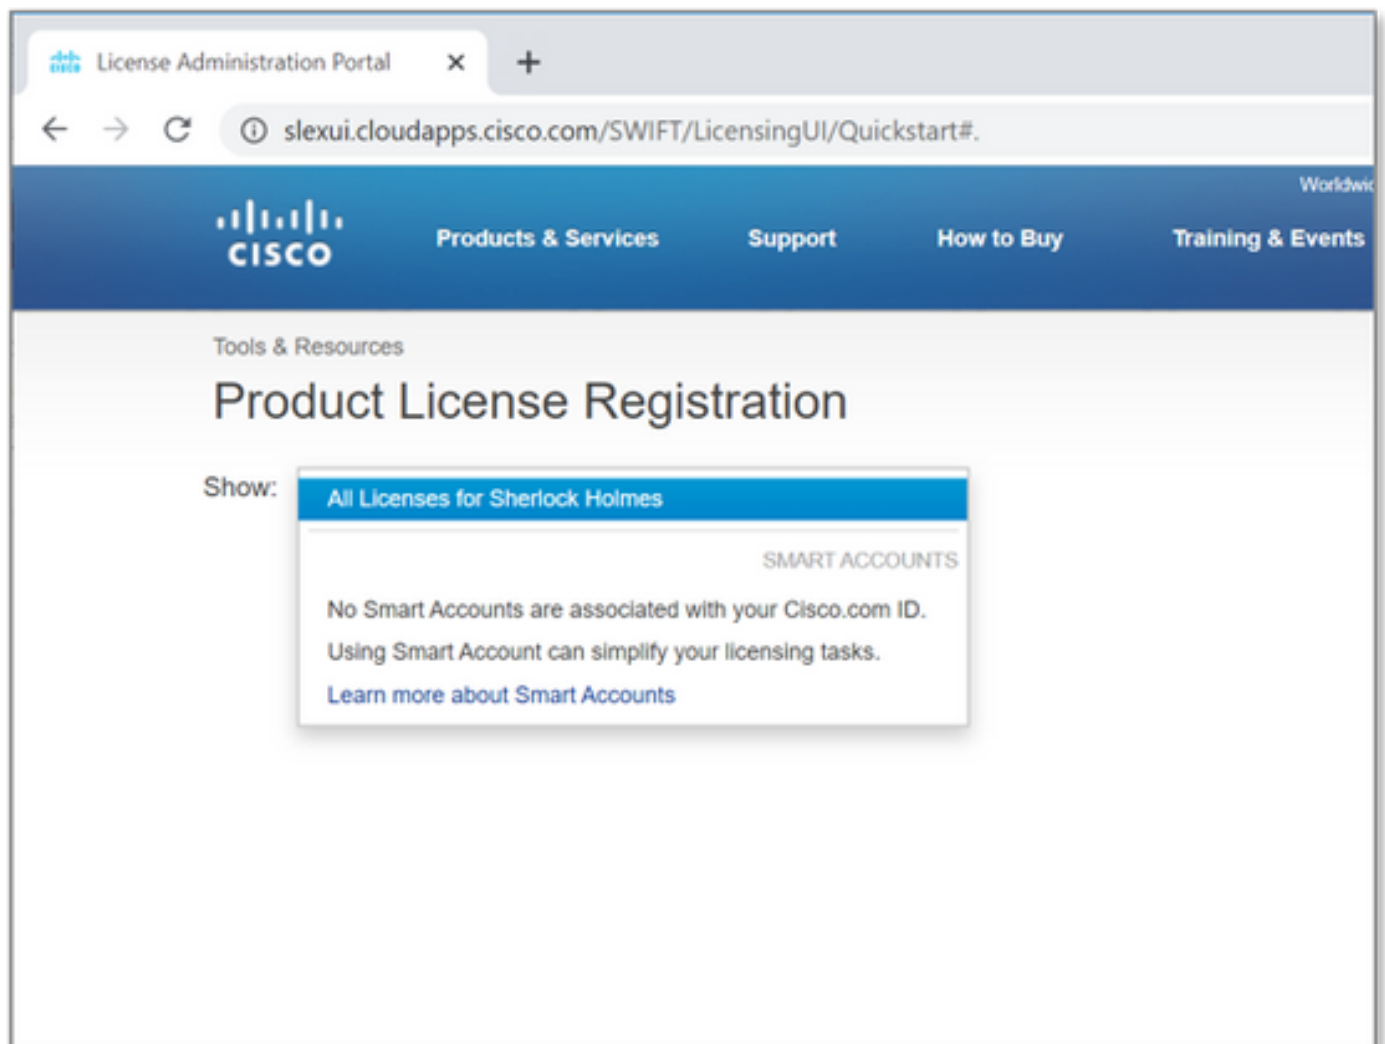 License Administration Portal
slexui.cloudapps.cisco.com/SWIFT/LicensingUI/Quickstart#.
CISCO
Products & Services
Support
How to Buy
Training & Events
Tools & Resources
Product License Registration
Show:
All Licenses for Sherlock Holmes
SMART ACCOUNTS
No Smart Accounts are associated with your Cisco.com ID.
Using Smart Account can simplify your licensing tasks.
Learn more about Smart Accounts